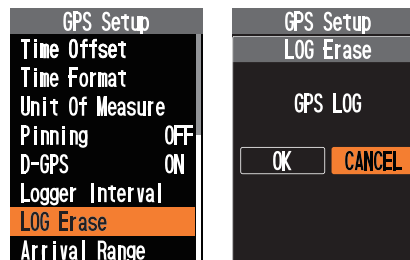 GPS Setup
Time Offset
Time Format
Unit Of Measure
Pinning OFF
D-GPS ON
Logger Interval
LOG Erase
Arrival Range
GPS Setup
LOG Erase
GPS LOG
OK CANCEL